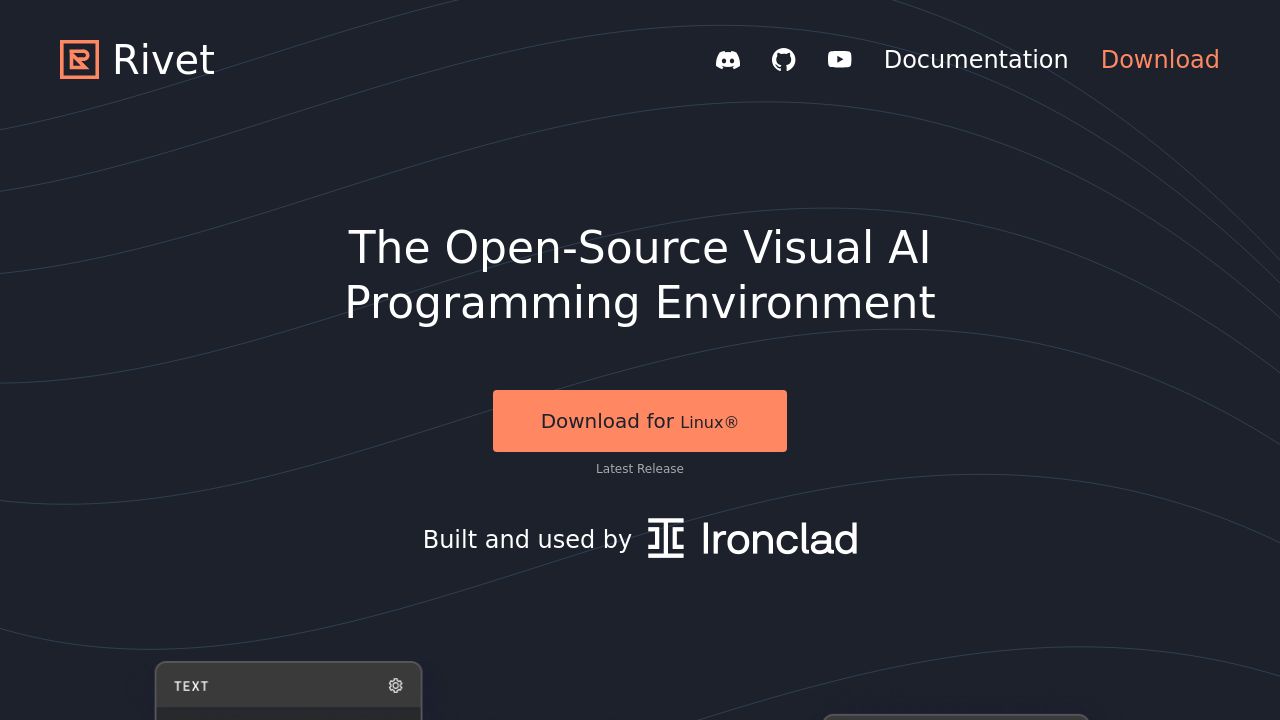 Rivet
Documentation
Download
The Open-Source Visual AI
Programming Environment
Download for Linux®
Latest Release
Built and used by Ironclad
TEXT